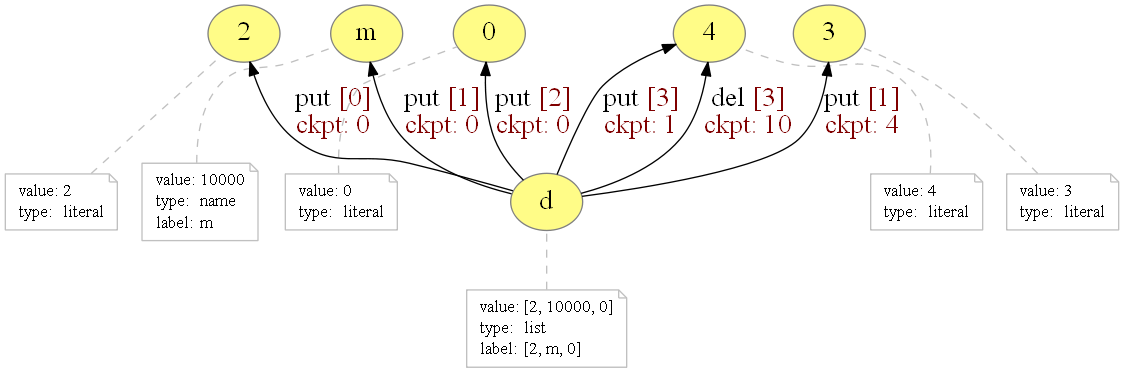 2
m
0
4
3
put [0]
ckpt: 0
put [1]
ckpt: 0
put [2]
ckpt: 0
put [3]
ckpt: 1
del [3]
ckpt: 10
put [1]
ckpt: 4
value: 2
type: literal
value: 10000
type: name
label: m
value: 0
type: literal
d
value: 4
type: literal
value: 3
type: literal
value: [2, 10000, 0]
type: list
label: [2, m, 0]